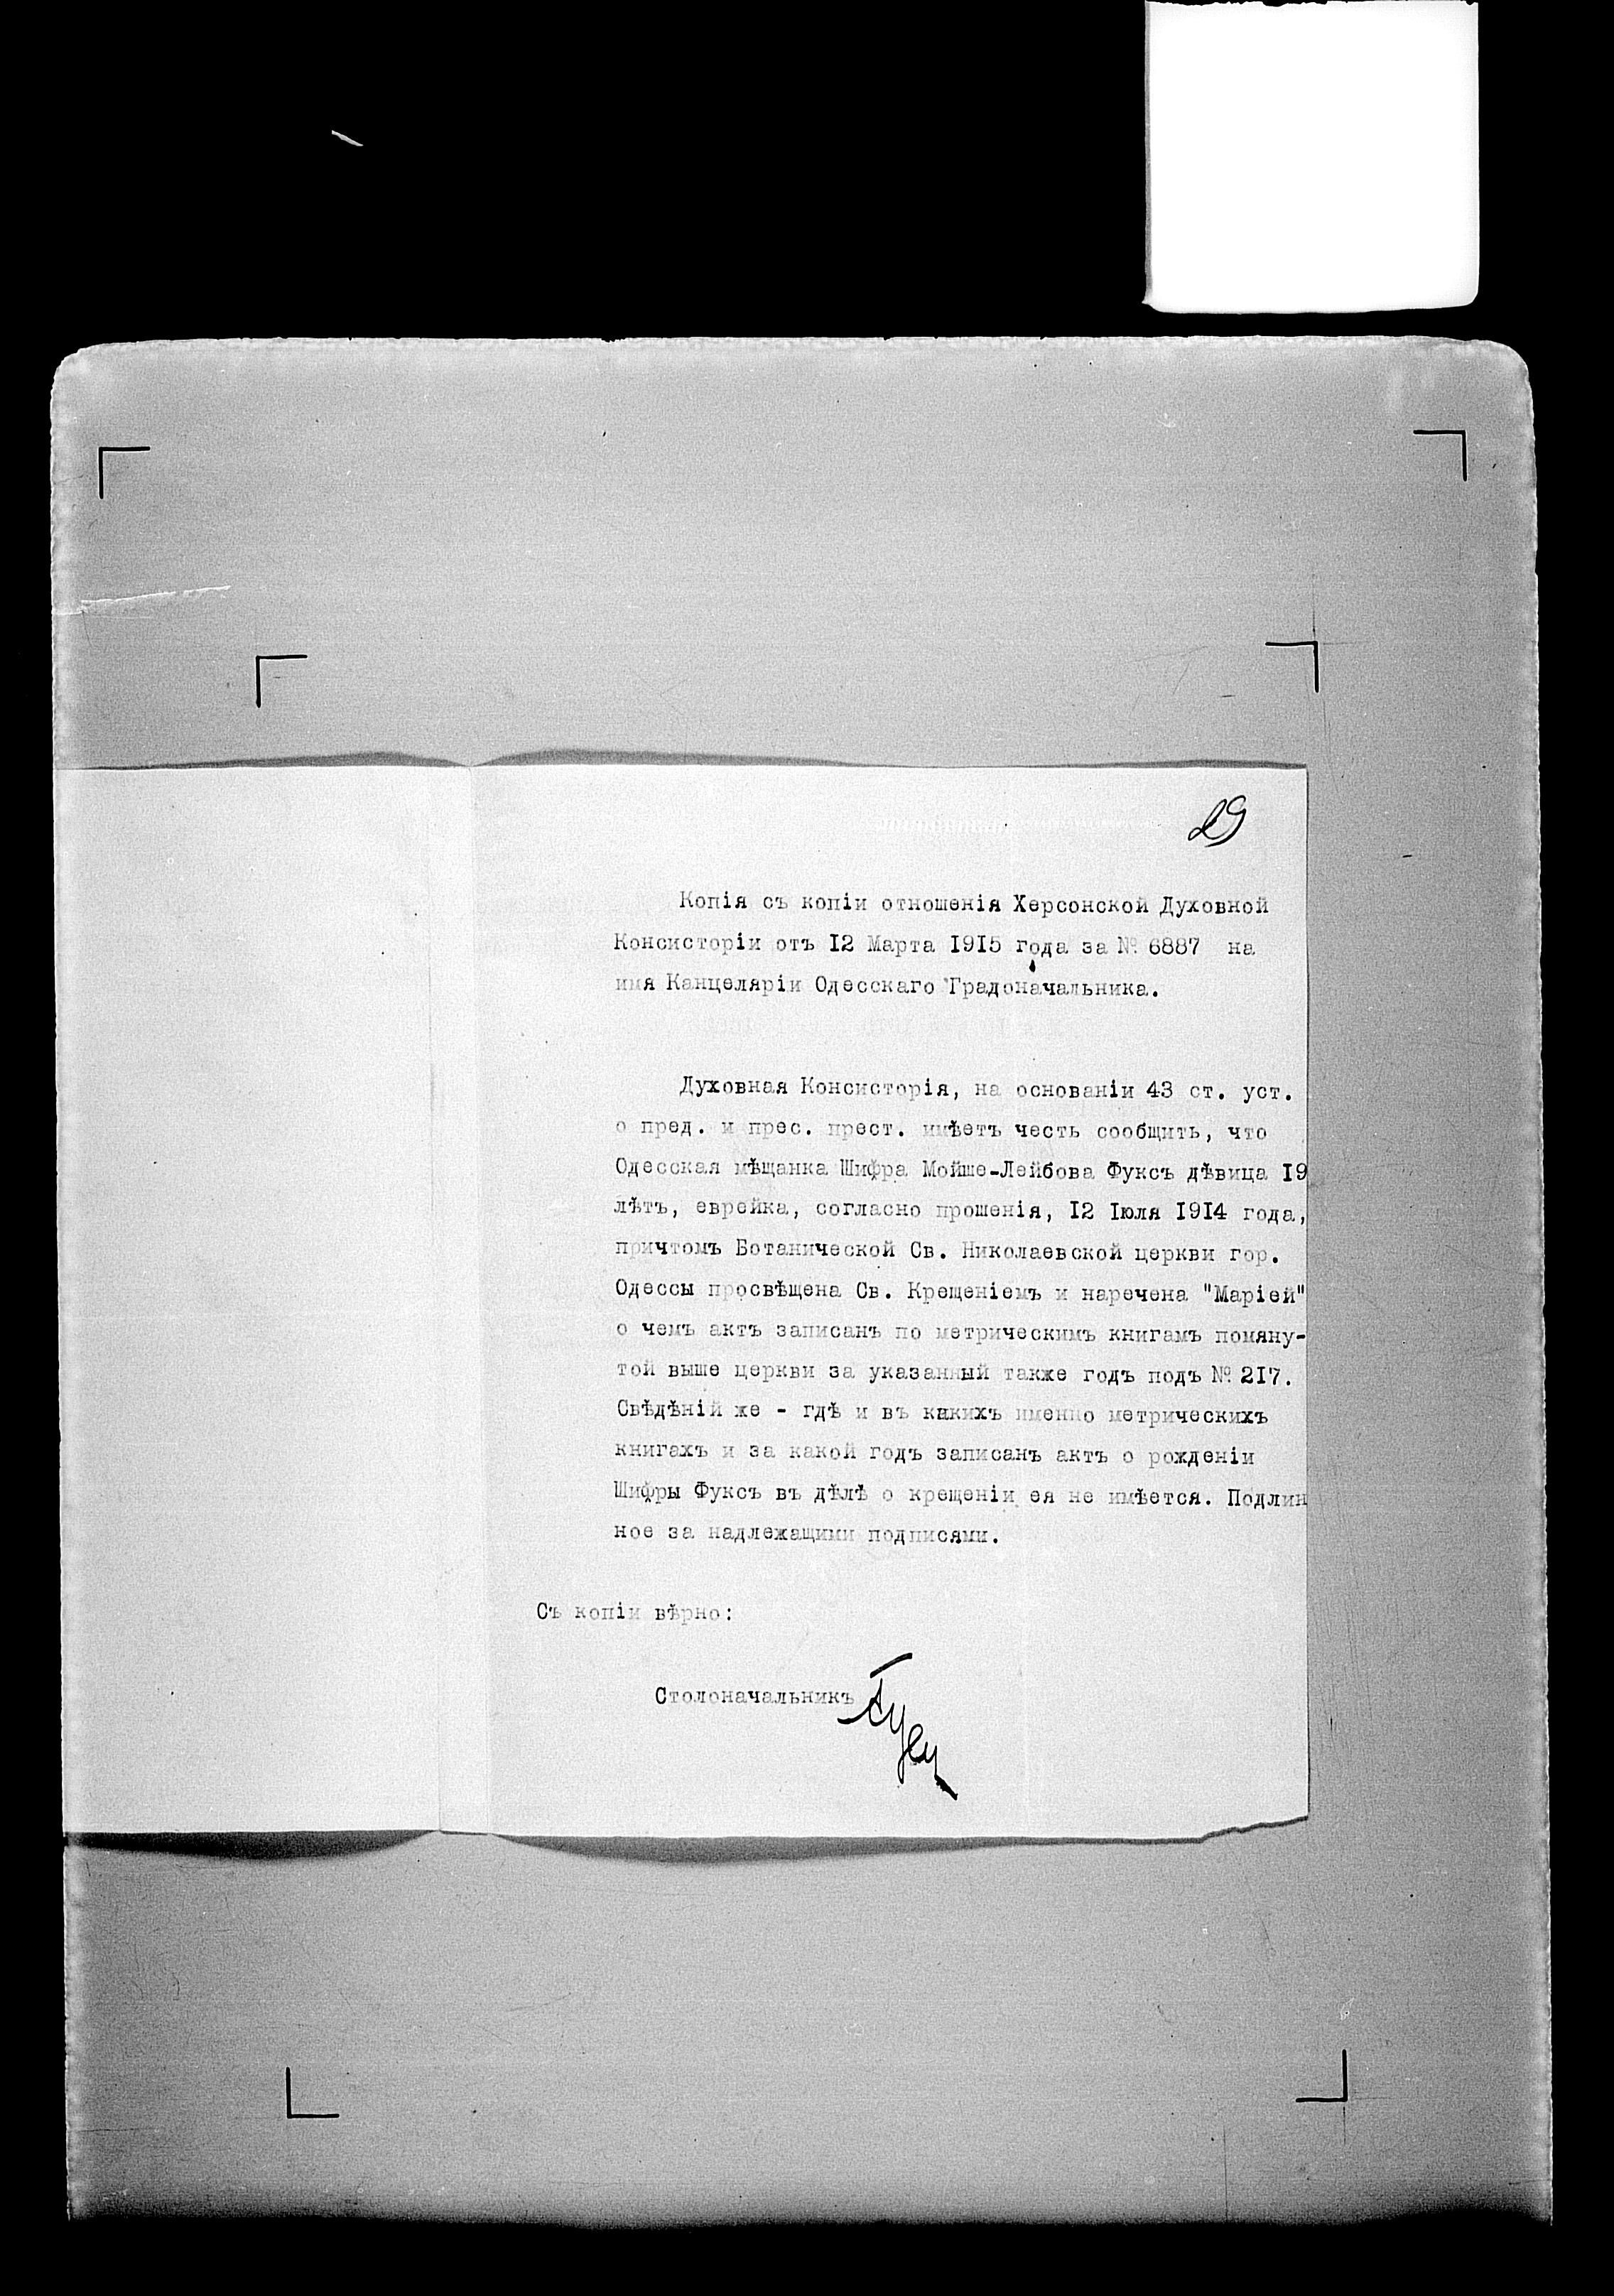 29
Копія съ копіи отношенія Херсонской Духовной
Консисторіи отъ 12 Марта 1915 года за № 6887 на
имя Канцеляріи Одесскаго Градоначальника.
Духовная Консисторія, на основаніи 43 ст. уст.
о пред. и прес. прест. имѣетъ честь сообщить, что
Одесская мѣщанка Шифра Мойше-Лейбова Фуксъ дѣвица 19
лѣтъ, еврейка, согласно прошенія, 12 Іюля 1914 года,
причтомъ Ботанической Св. Николаевской церкви гор.
Одессы просвѣщена Св. Крещеніемъ и наречена "Маріей"
о чемъ актъ записанъ по метрическимъ книгамъ помяну-
той выше церкви за указанный также годъ подъ № 217.
Свѣдѣній же - гдѣ и въ какихъ именно метрическихъ
книгахъ и за какой годъ записанъ актъ о рожденіи
Шифры Фуксъ въ дѣлѣ о крещеніи ея не имѣется. Подлин
ное за надлежащими подписями.
Съ копіи вѣрно:
Столоначальникъ